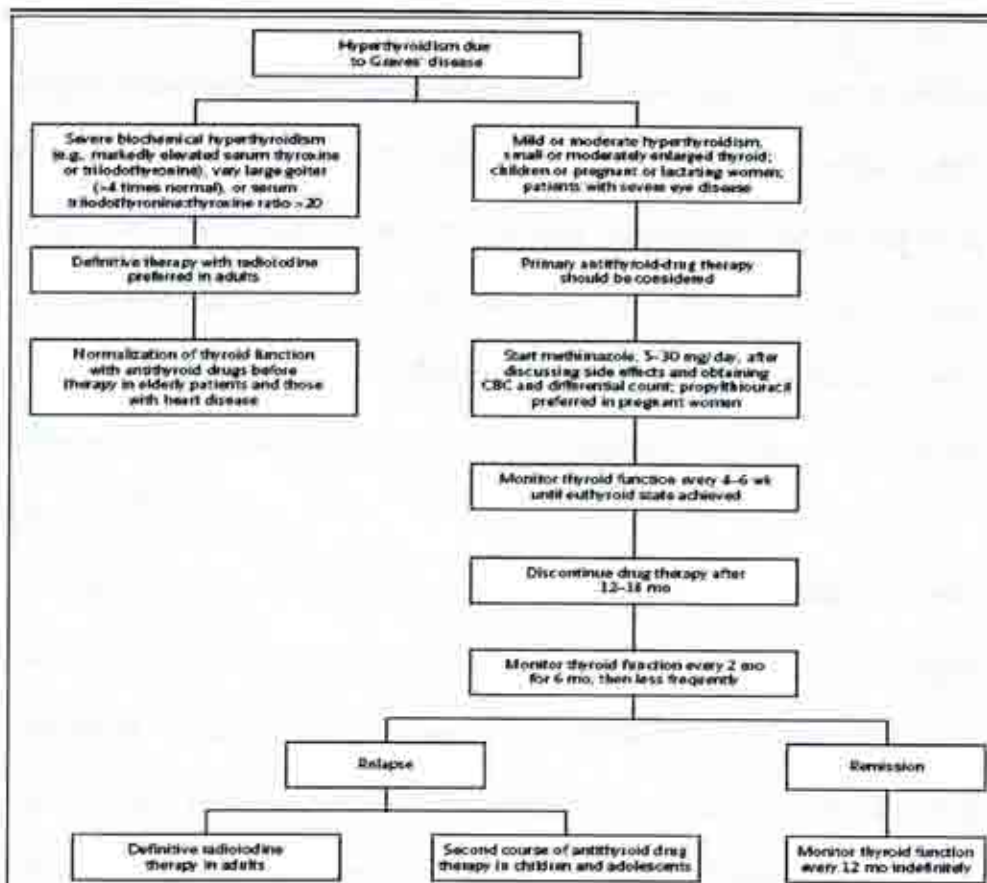 Hyperthyroidism due
to Graves' disease
Severe biochemical hyperthyroidism
(e.g., markedly elevated serum thyroxine
or triiodothyronine), very large goiter
(>4 times normal), or serum
triiodothyronine:thyroxine ratio >20
Mild or moderate hyperthyroidism,
small or moderately enlarged thyroid;
children or pregnant or lactating women;
patients with severe eye disease
Definitive therapy with radioiodine
preferred in adults
Primary antithyroid-drug therapy
should be considered
Normalization of thyroid function
with antithyroid drugs before
therapy in elderly patients and those
with heart disease
Start methimazole, 5–30 mg/day, after
discussing side effects and obtaining
CBC and differential count; propylthiouracil
preferred in pregnant women
Monitor thyroid function every 4–6 wk
until euthyroid state achieved
Discontinue drug therapy after
12–18 mo
Monitor thyroid function every 2 mo
for 6 mo, then less frequently
Relapse
Remission
Definitive radioiodine
therapy in adults
Second course of antithyroid drug
therapy in children and adolescents
Monitor thyroid function
every 12 mo indefinitely